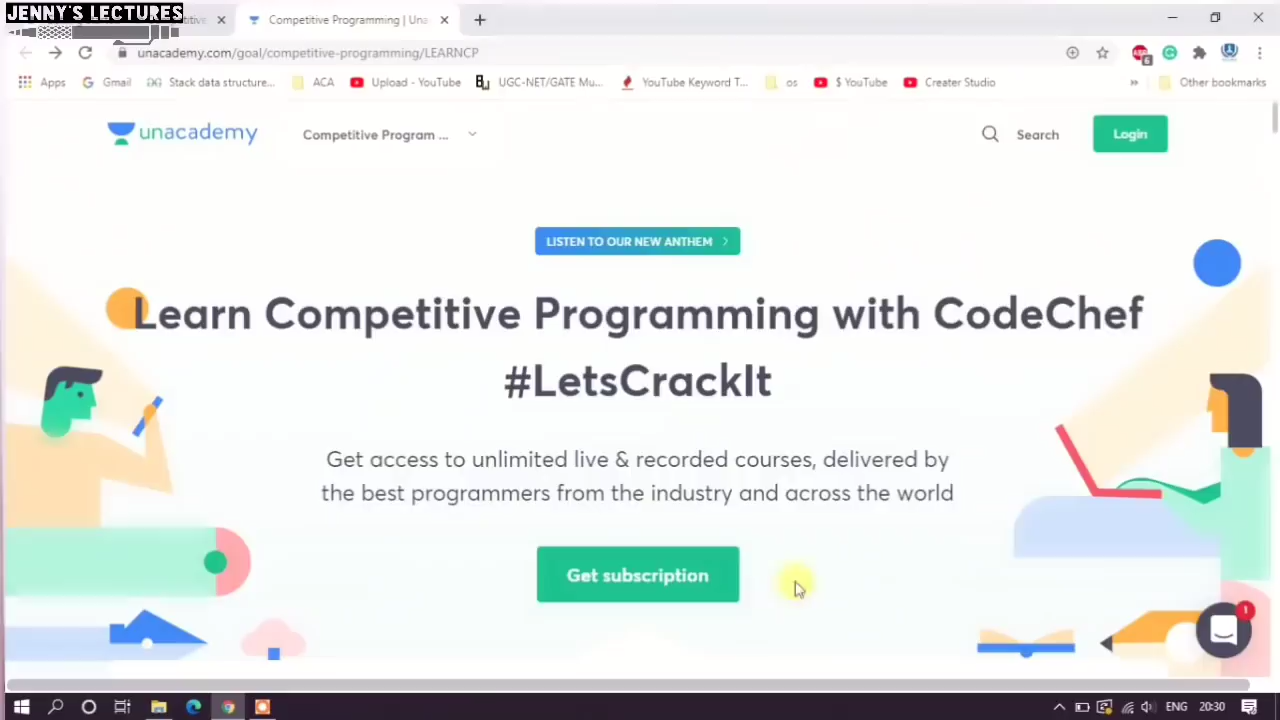 JENNY'S LECTURES
Competitive Programming | Una
unacademy.com/goal/competitive-programming/LEARNCP
6
Apps
Gmail
Stack data structure...
ACA
Upload - YouTube
UGC-NET/GATE Mu...
YouTube Keyword T...
os
$ YouTube
Creater Studio
»
Other bookmarks
unacademy
Competitive Program ...
Search
Login
LISTEN TO OUR NEW ANTHEM
Learn Competitive Programming with CodeChef
#LetsCrackIt
Get access to unlimited live & recorded courses, delivered by
the best programmers from the industry and across the world
Get subscription
1
ENG
20:30